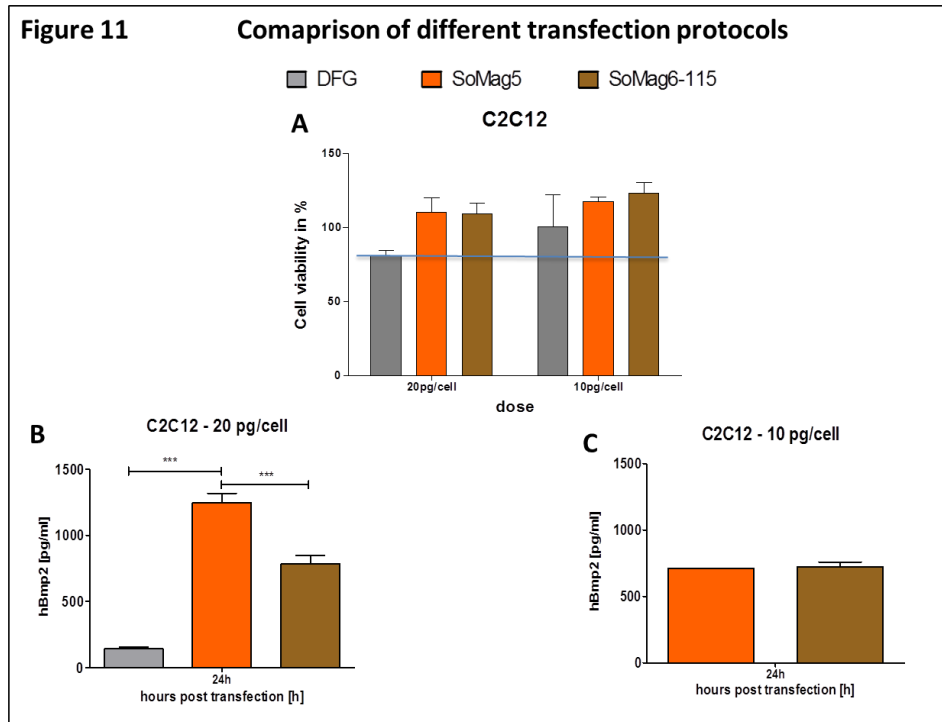 Figure 11 Comaprison of different transfection protocols
DFG SoMag5 SoMag6-115
A
C2C12
Cell viability in %
150
100
50
0
20pg/cell 10pg/cell
dose
B
C2C12 - 20 pg/cell
hBmp2 [pg/ml]
1500
1000
500
0
*** ***
24h
hours post transfection [h]
C
C2C12 - 10 pg/cell
hBmp2 [pg/ml]
1500
1000
500
0
24h
hours post transfection [h]